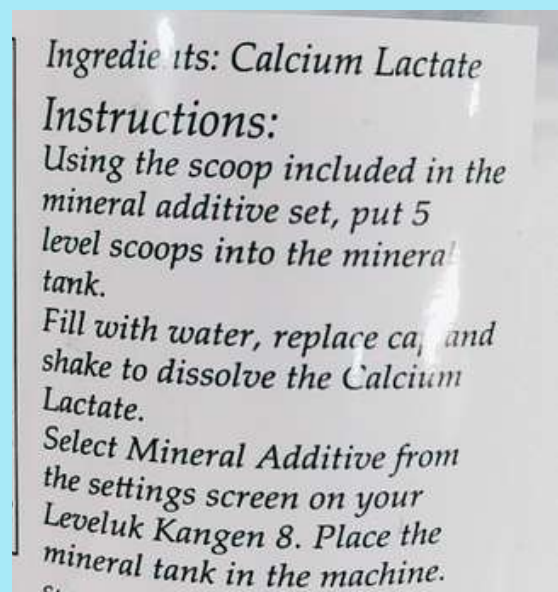 Ingredients: Calcium Lactate
Instructions:
Using the scoop included in the
mineral additive set, put 5
level scoops into the mineral
tank.
Fill with water, replace cap and
shake to dissolve the Calcium
Lactate.
Select Mineral Additive from
the settings screen on your
Leveluk Kangen 8. Place the
mineral tank in the machine.